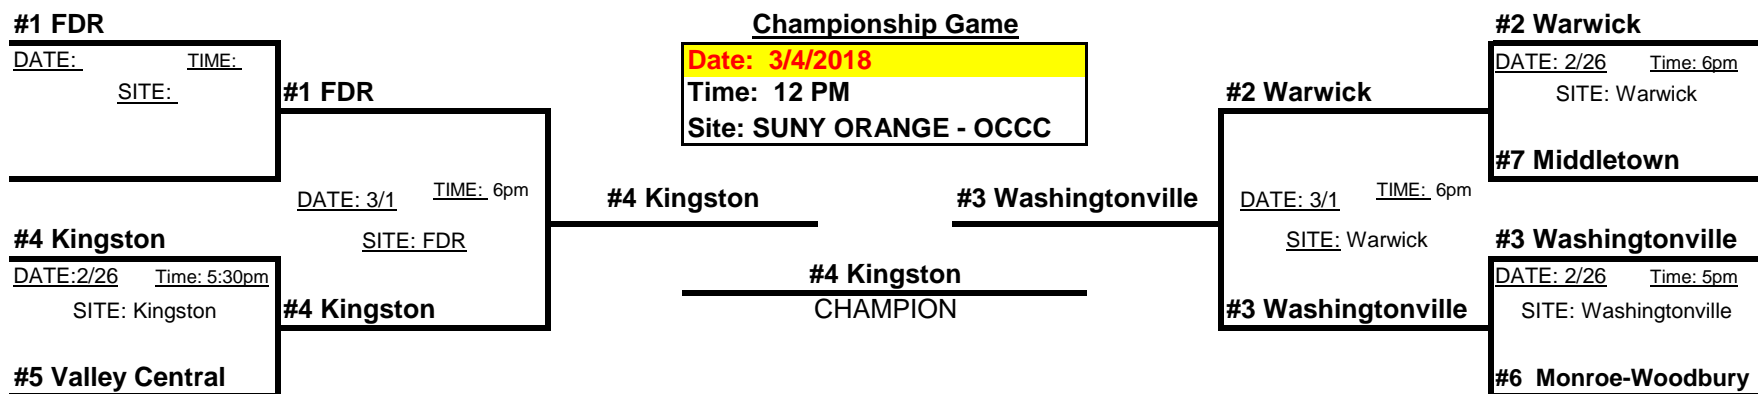 #1 FDR
DATE: TIME:
SITE:
#1 FDR
DATE: 3/1 TIME: 6pm
SITE: FDR
#4 Kingston
DATE:2/26 Time: 5:30pm
SITE: Kingston
#4 Kingston
#5 Valley Central
#4 Kingston
Championship Game
Date: 3/4/2018
Time: 12 PM
Site: SUNY ORANGE - OCCC
#4 Kingston
CHAMPION
#3 Washingtonville
#2 Warwick
DATE: 3/1 TIME: 6pm
SITE: Warwick
#3 Washingtonville
#2 Warwick
DATE: 2/26 Time: 6pm
SITE: Warwick
#7 Middletown
#3 Washingtonville
DATE: 2/26 Time: 5pm
SITE: Washingtonville
#6 Monroe-Woodbury